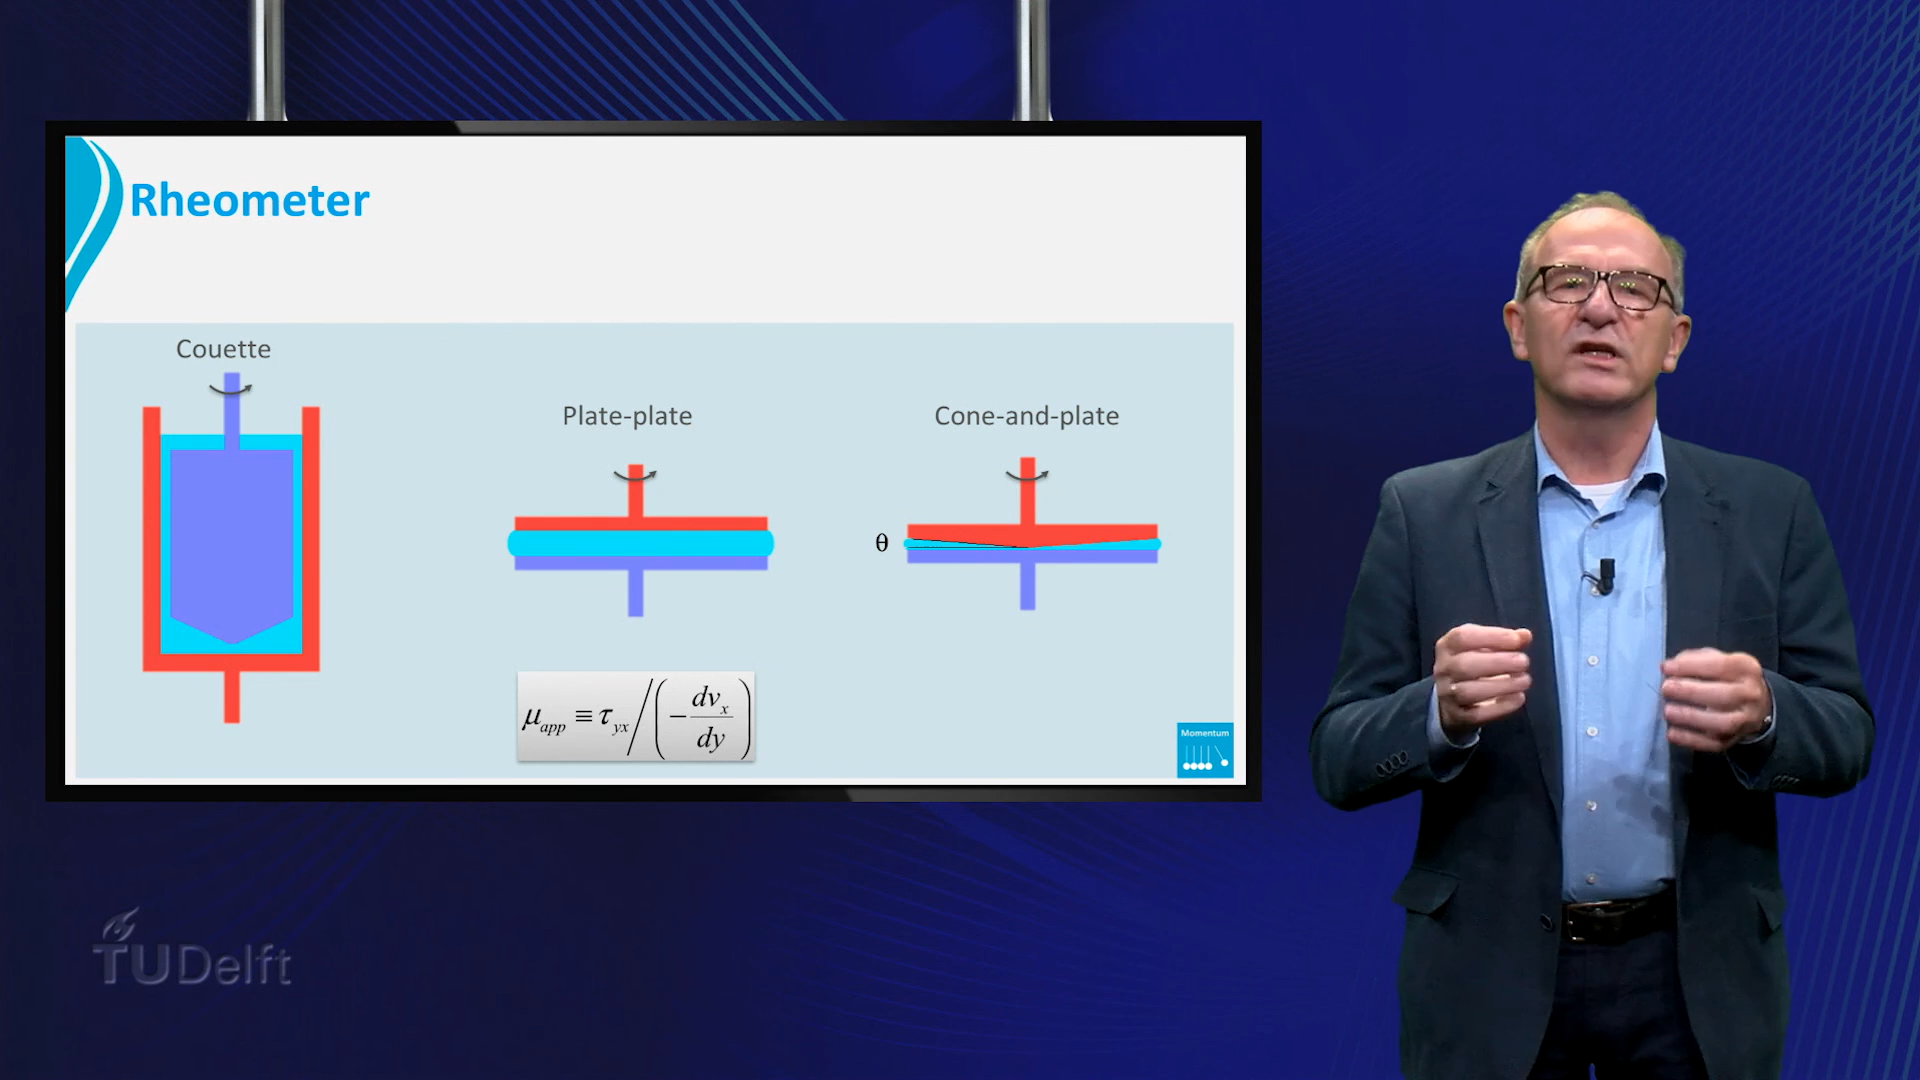 Rheometer
Couette
Plate-plate
Cone-and-plate
θ
μ_app ≡ τ_yx / ( − dv_x / dy )
Momentum
TUDelft